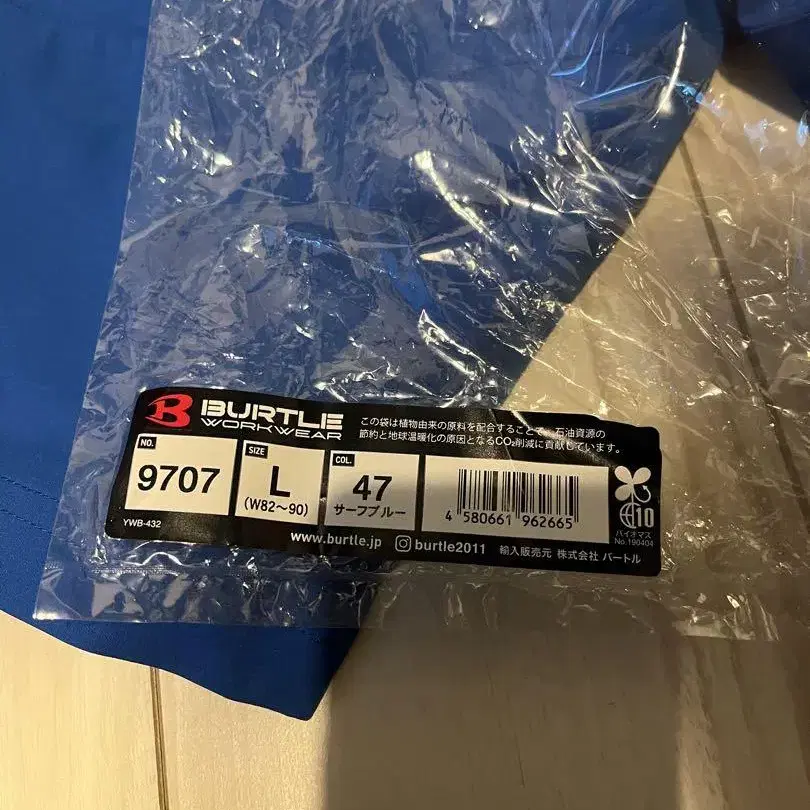 BURTLE
WORKWEAR
この袋は植物由来の原料を配合することで、石油資源の
節約と地球温暖化の原因となるCO₂削減に貢献しています。
NO.
9707
SIZE
L
(W82〜90)
COL.
47
サーフブルー
4 580661 962665
10
バイオマス
No.190404
YWB-432
www.burtle.jp
burtle2011
輸入販売元 株式会社 バートル